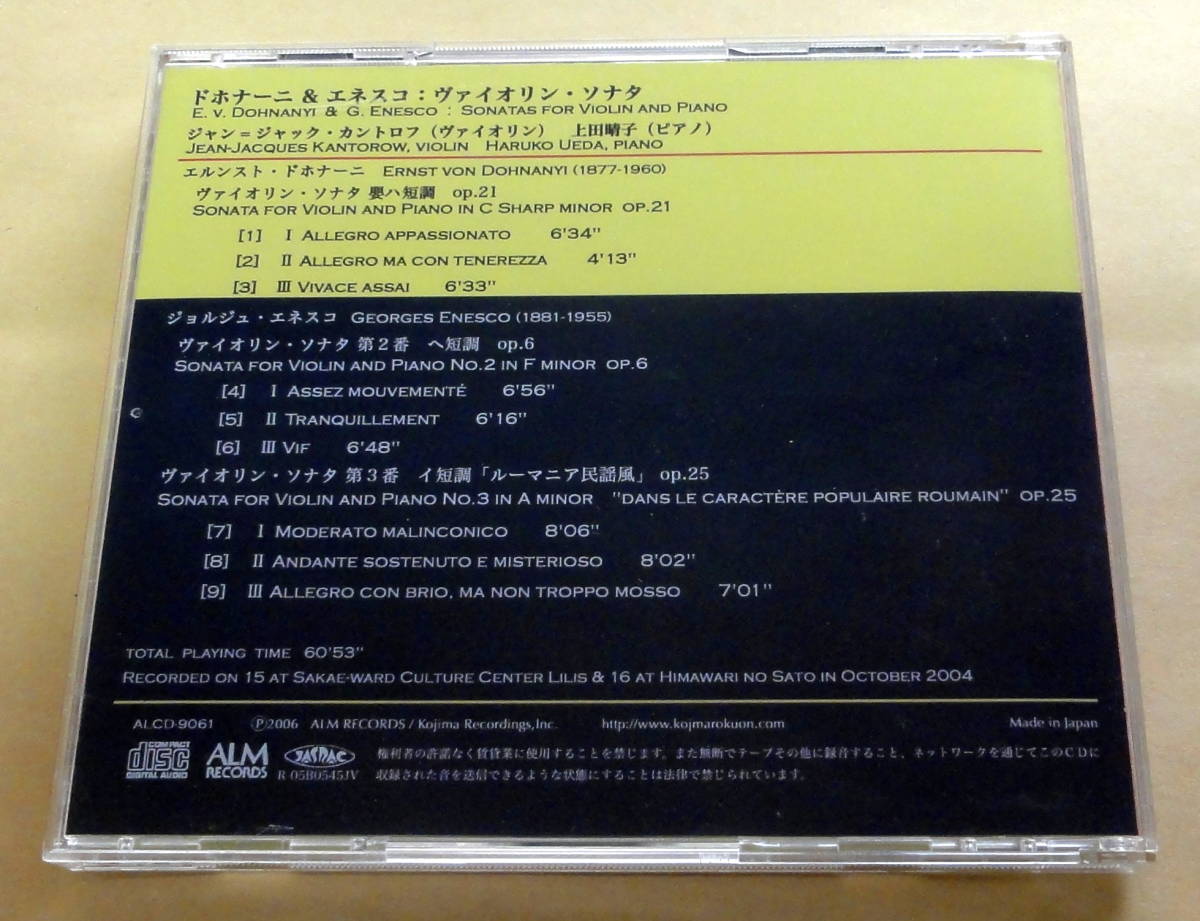 ドホナーニ & エネスコ：ヴァイオリン・ソナタ
E. v. Dohnanyi & G. Enesco : Sonatas for Violin and Piano
ジャン＝ジャック・カントロフ（ヴァイオリン） 上田晴子（ピアノ）
Jean-Jacques Kantorow, violin Haruko Ueda, piano
エルンスト・ドホナーニ Ernst von Dohnanyi (1877-1960)
ヴァイオリン・ソナタ 嬰ハ短調 op.21
Sonata for Violin and Piano in C Sharp minor op.21
[1] Ⅰ Allegro appassionato 6'34"
[2] Ⅱ Allegro ma con tenerezza 4'13"
[3] Ⅲ Vivace assai 6'33"
ジョルジュ・エネスコ Georges Enesco (1881-1955)
ヴァイオリン・ソナタ 第２番 ヘ短調 op.6
Sonata for Violin and Piano No.2 in F minor op.6
[4] Ⅰ Assez mouvementé 6'56"
[5] Ⅱ Tranquillement 6'16"
[6] Ⅲ Vif 6'48"
ヴァイオリン・ソナタ 第３番 イ短調「ルーマニア民謡風」 op.25
Sonata for Violin and Piano No.3 in A minor "dans le caractère populaire roumain" op.25
[7] Ⅰ Moderato malinconico 8'06"
[8] Ⅱ Andante sostenuto e misterioso 8'02"
[9] Ⅲ Allegro con brio, ma non troppo mosso 7'01"
total playing time 60'53"
Recorded on 15 at Sakae-ward Culture Center Lilis & 16 at Himawari no Sato in October 2004
ALCD-9061 Ⓟ2006 ALM RECORDS / Kojima Recordings,Inc. http://www.kojmarokuon.com Made in Japan
COMPACT disc DIGITAL AUDIO
ALM RECORDS
JASRAC
R-05B0545JV
権利者の許諾なく賃貸業に使用することを禁じます。また無断でテープその他に録音すること、ネットワークを通じてこのＣＤに
収録された音を送信できるような状態にすることは法律で禁じられています。